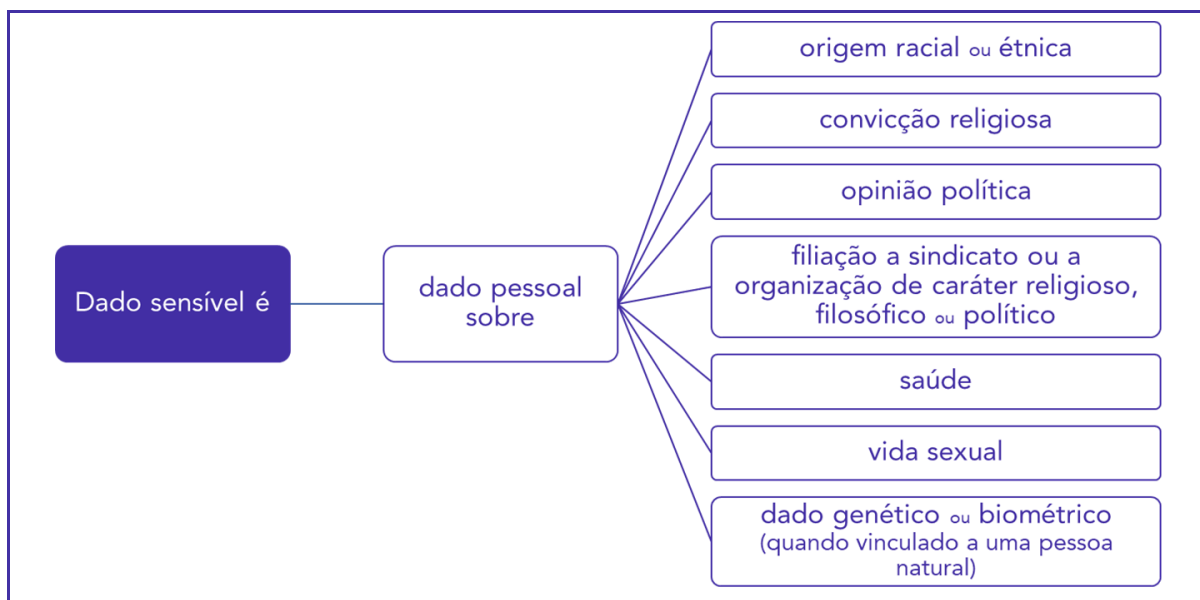 Dado sensível é
dado pessoal
sobre
origem racial ou étnica
convicção religiosa
opinião política
filiação a sindicato ou a
organização de caráter religioso,
filosófico ou político
saúde
vida sexual
dado genético ou biométrico
(quando vinculado a uma pessoa
natural)